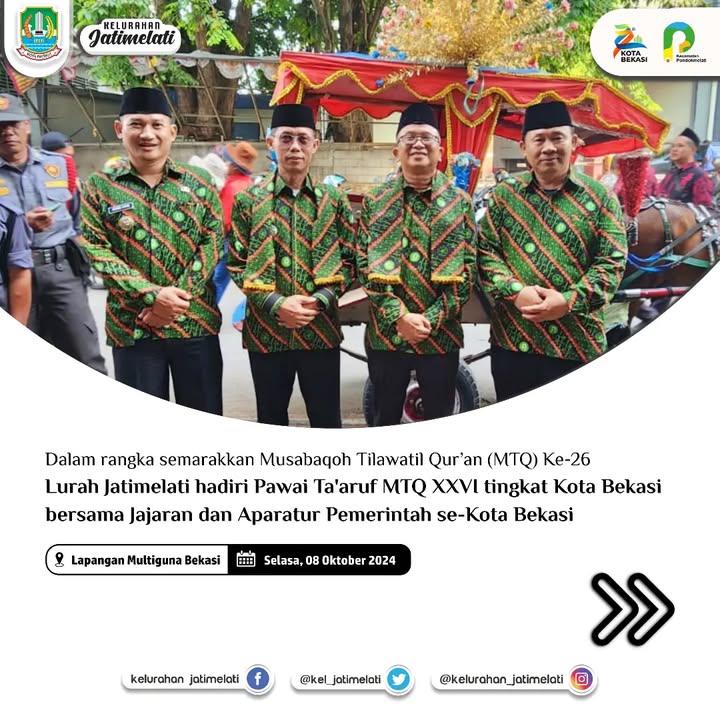 KELURAHAN
Jatimelati
KOTA
BEKASI
Kecamatan
Pondokmelati
Dalam rangka semarakkan Musabaqoh Tilawatil Qur'an (MTQ) Ke-26
Lurah Jatimelati hadiri Pawai Ta'aruf MTQ XXVI tingkat Kota Bekasi
bersama Jajaran dan Aparatur Pemerintah se-Kota Bekasi
Lapangan Multiguna Bekasi
Selasa, 08 Oktober 2024
kelurahan jatimelati
@kel_jatimelati
@kelurahan_jatimelati